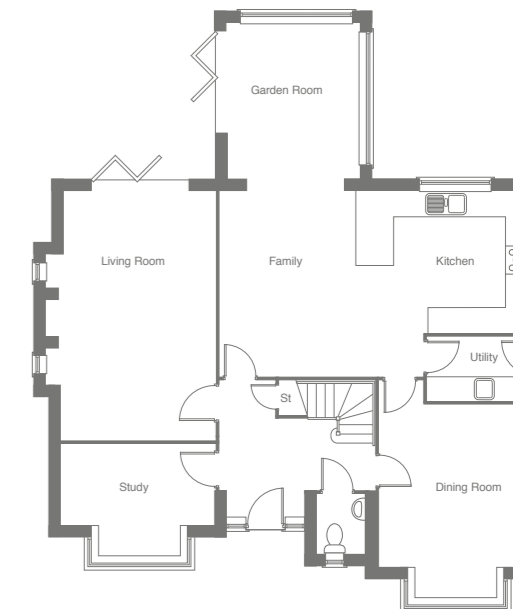 Garden Room
Living Room
Family
Kitchen
Utility
St
Study
Dining Room